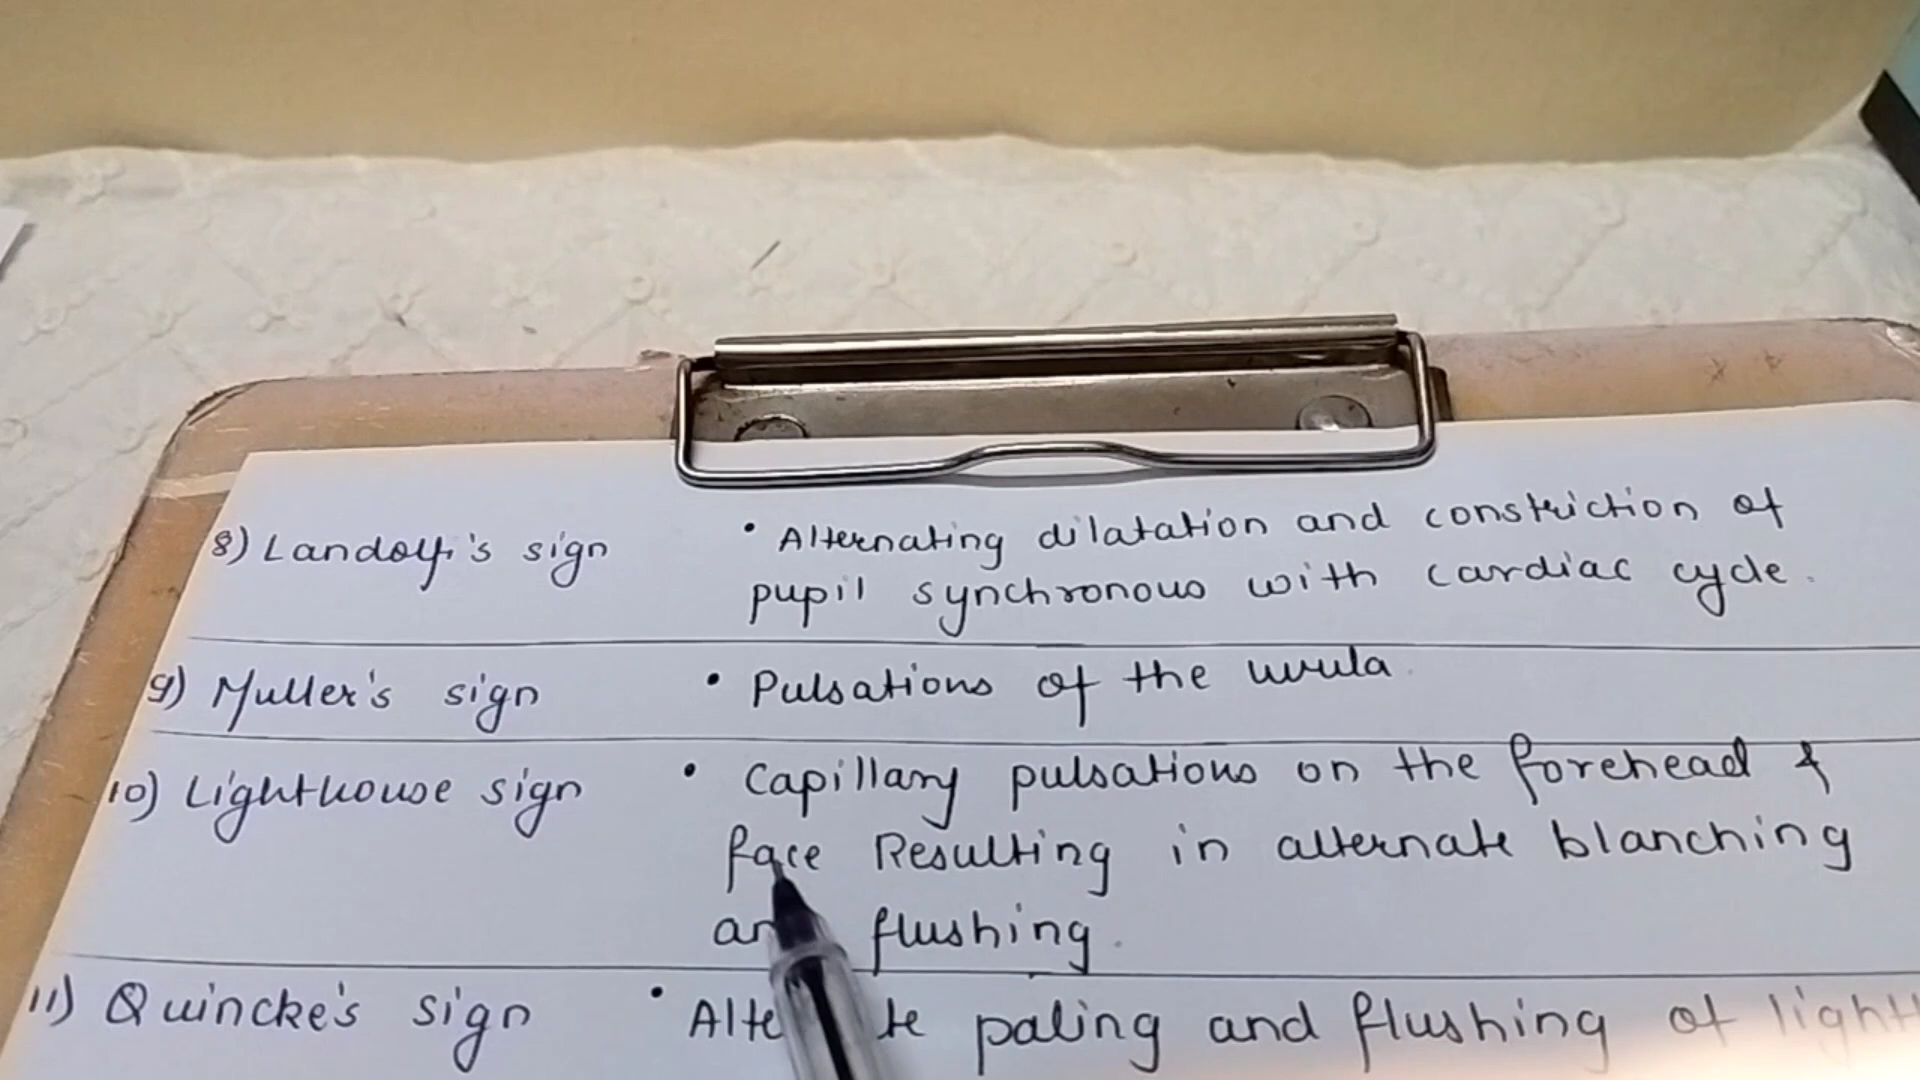 8) Landolfi's sign • Alternating dilatation and constriction of
pupil synchronous with cardiac cycle.
9) Muller's sign • Pulsations of the uvula.
10) Lighthouse sign • Capillary pulsations on the forehead &
face Resulting in alternate blanching
flushing.
11) Quincke's sign • paling and flushing of